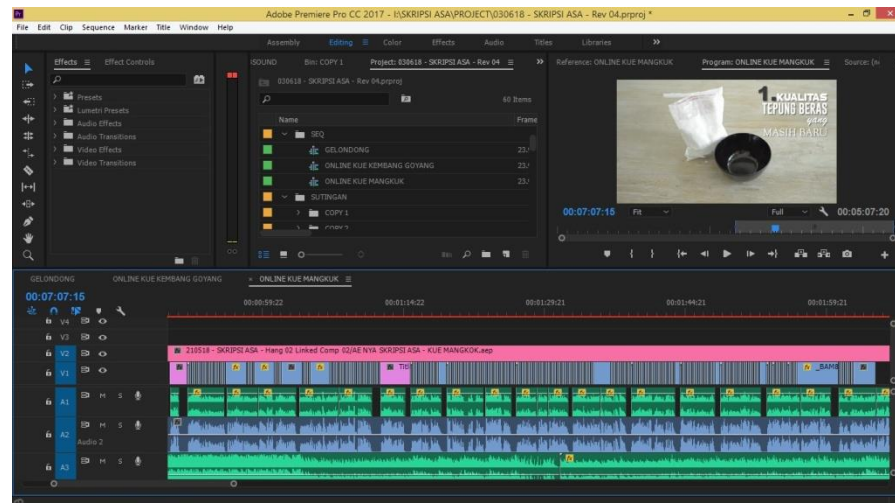 Adobe Premiere Pro CC 2017 - I:\SKRIPSI ASA\PROJECT\030618 - SKRIPSI ASA - Rev 04.prproj *
File Edit Clip Sequence Marker Title Window Help
Assembly Editing Color Effects Audio Titles Libraries
Effects Effect Controls
Presets
Lumetri Presets
Audio Effects
Audio Transitions
Video Effects
Video Transitions
Bin: COPY 1 Project: 030618 - SKRIPSI ASA - Rev 04
030618 - SKRIPSI ASA - Rev 04.prproj
60 Items
Name Frame
SEQ
GELONDONG 23.
ONLINE KUE KEMBANG GOYANG 23.
ONLINE KUE MANGKUK 23.
SUTINGAN
COPY 1
COPY 2
Reference: ONLINE KUE MANGKUK Program: ONLINE KUE MANGKUK Source: (n
1. KUALITAS
TEPUNG BERAS
yang
MASIH BARU
00:07:07:15 Fit Full 00:05:07:20
GELONDONG ONLINE KUE KEMBANG GOYANG × ONLINE KUE MANGKUK
00:07:07:15
00:00:59:22 00:01:14:22 00:01:29:21 00:01:44:21 00:01:59:21
V4
V3
V2 210518 - SKRIPSI ASA - Hang 02 Linked Comp 02/AE NYA SKRIPSI ASA - KUE MANGKOK.aep
V1 Titl _BAMB
A1 M S
A2 M S
Audio 2
A3 M S